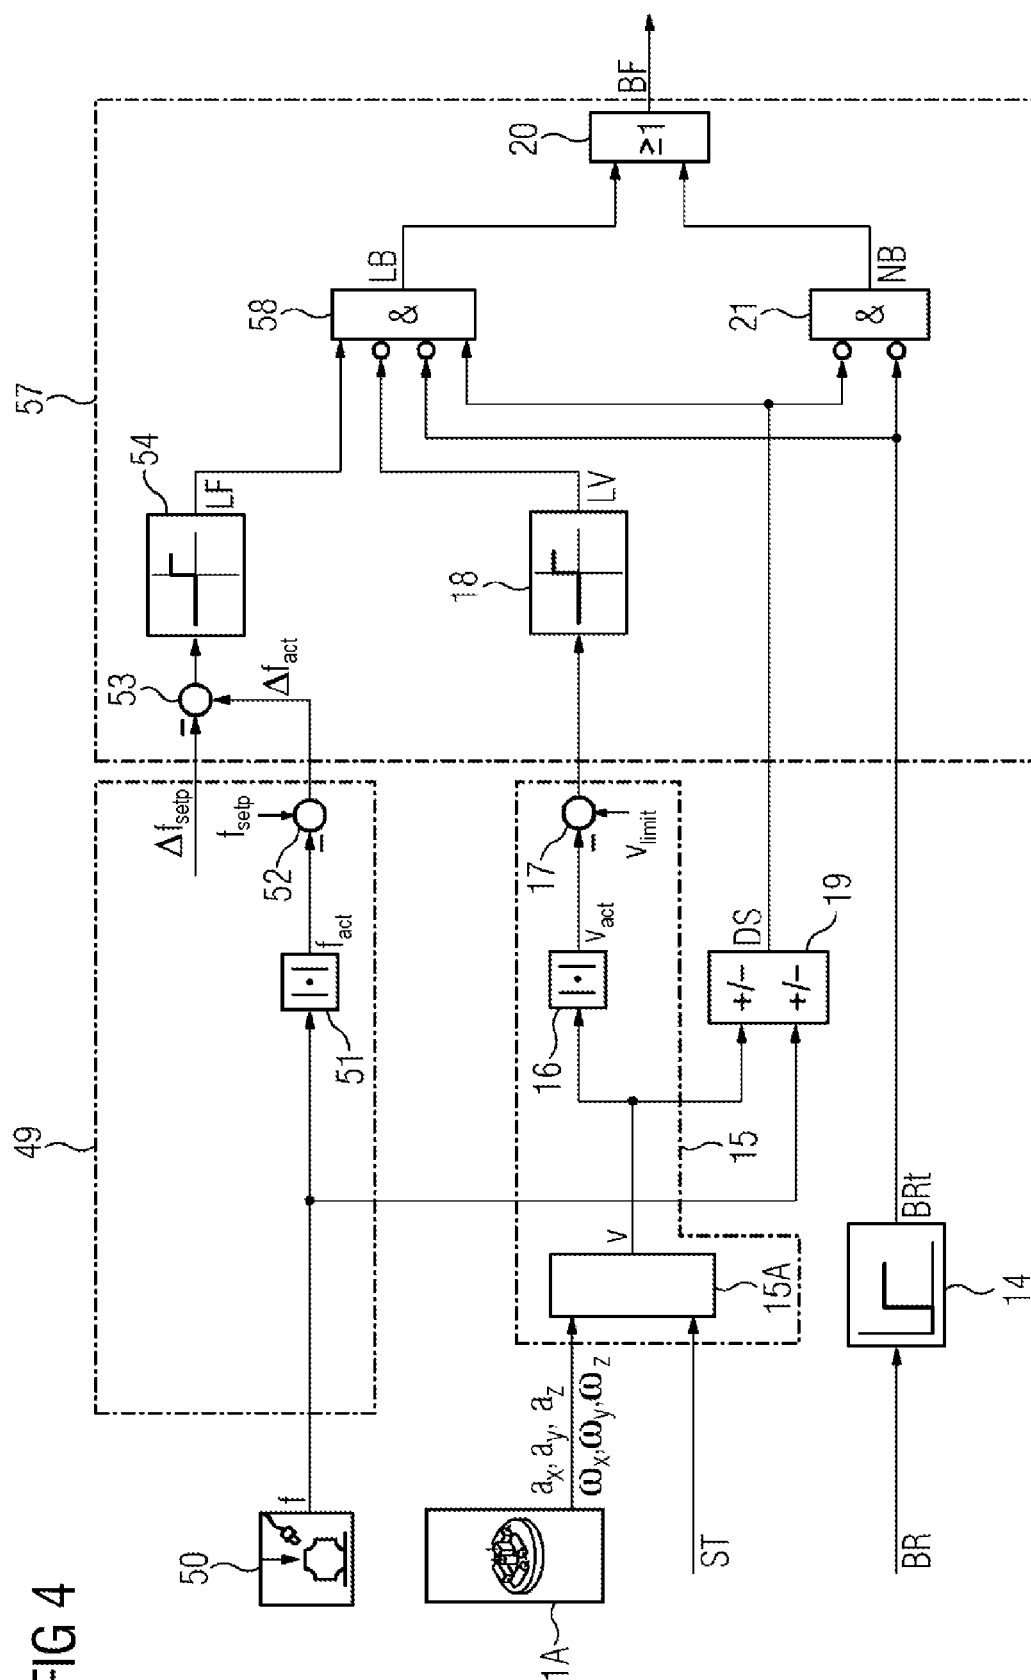 FIG 4
49
50
f
51
f_act
52
f_setp
Δf_setp
53
Δf_act
54
LF
57
58
&
LB
20
≥1
BF
1A
a_x, a_y, a_z
ω_x, ω_y, ω_z
ST
15A
v
15
16
|•|
v_act
17
v_limit
18
LV
+/−
+/−
DS
19
21
&
NB
BR
14
BRt
|•|
−
−
−